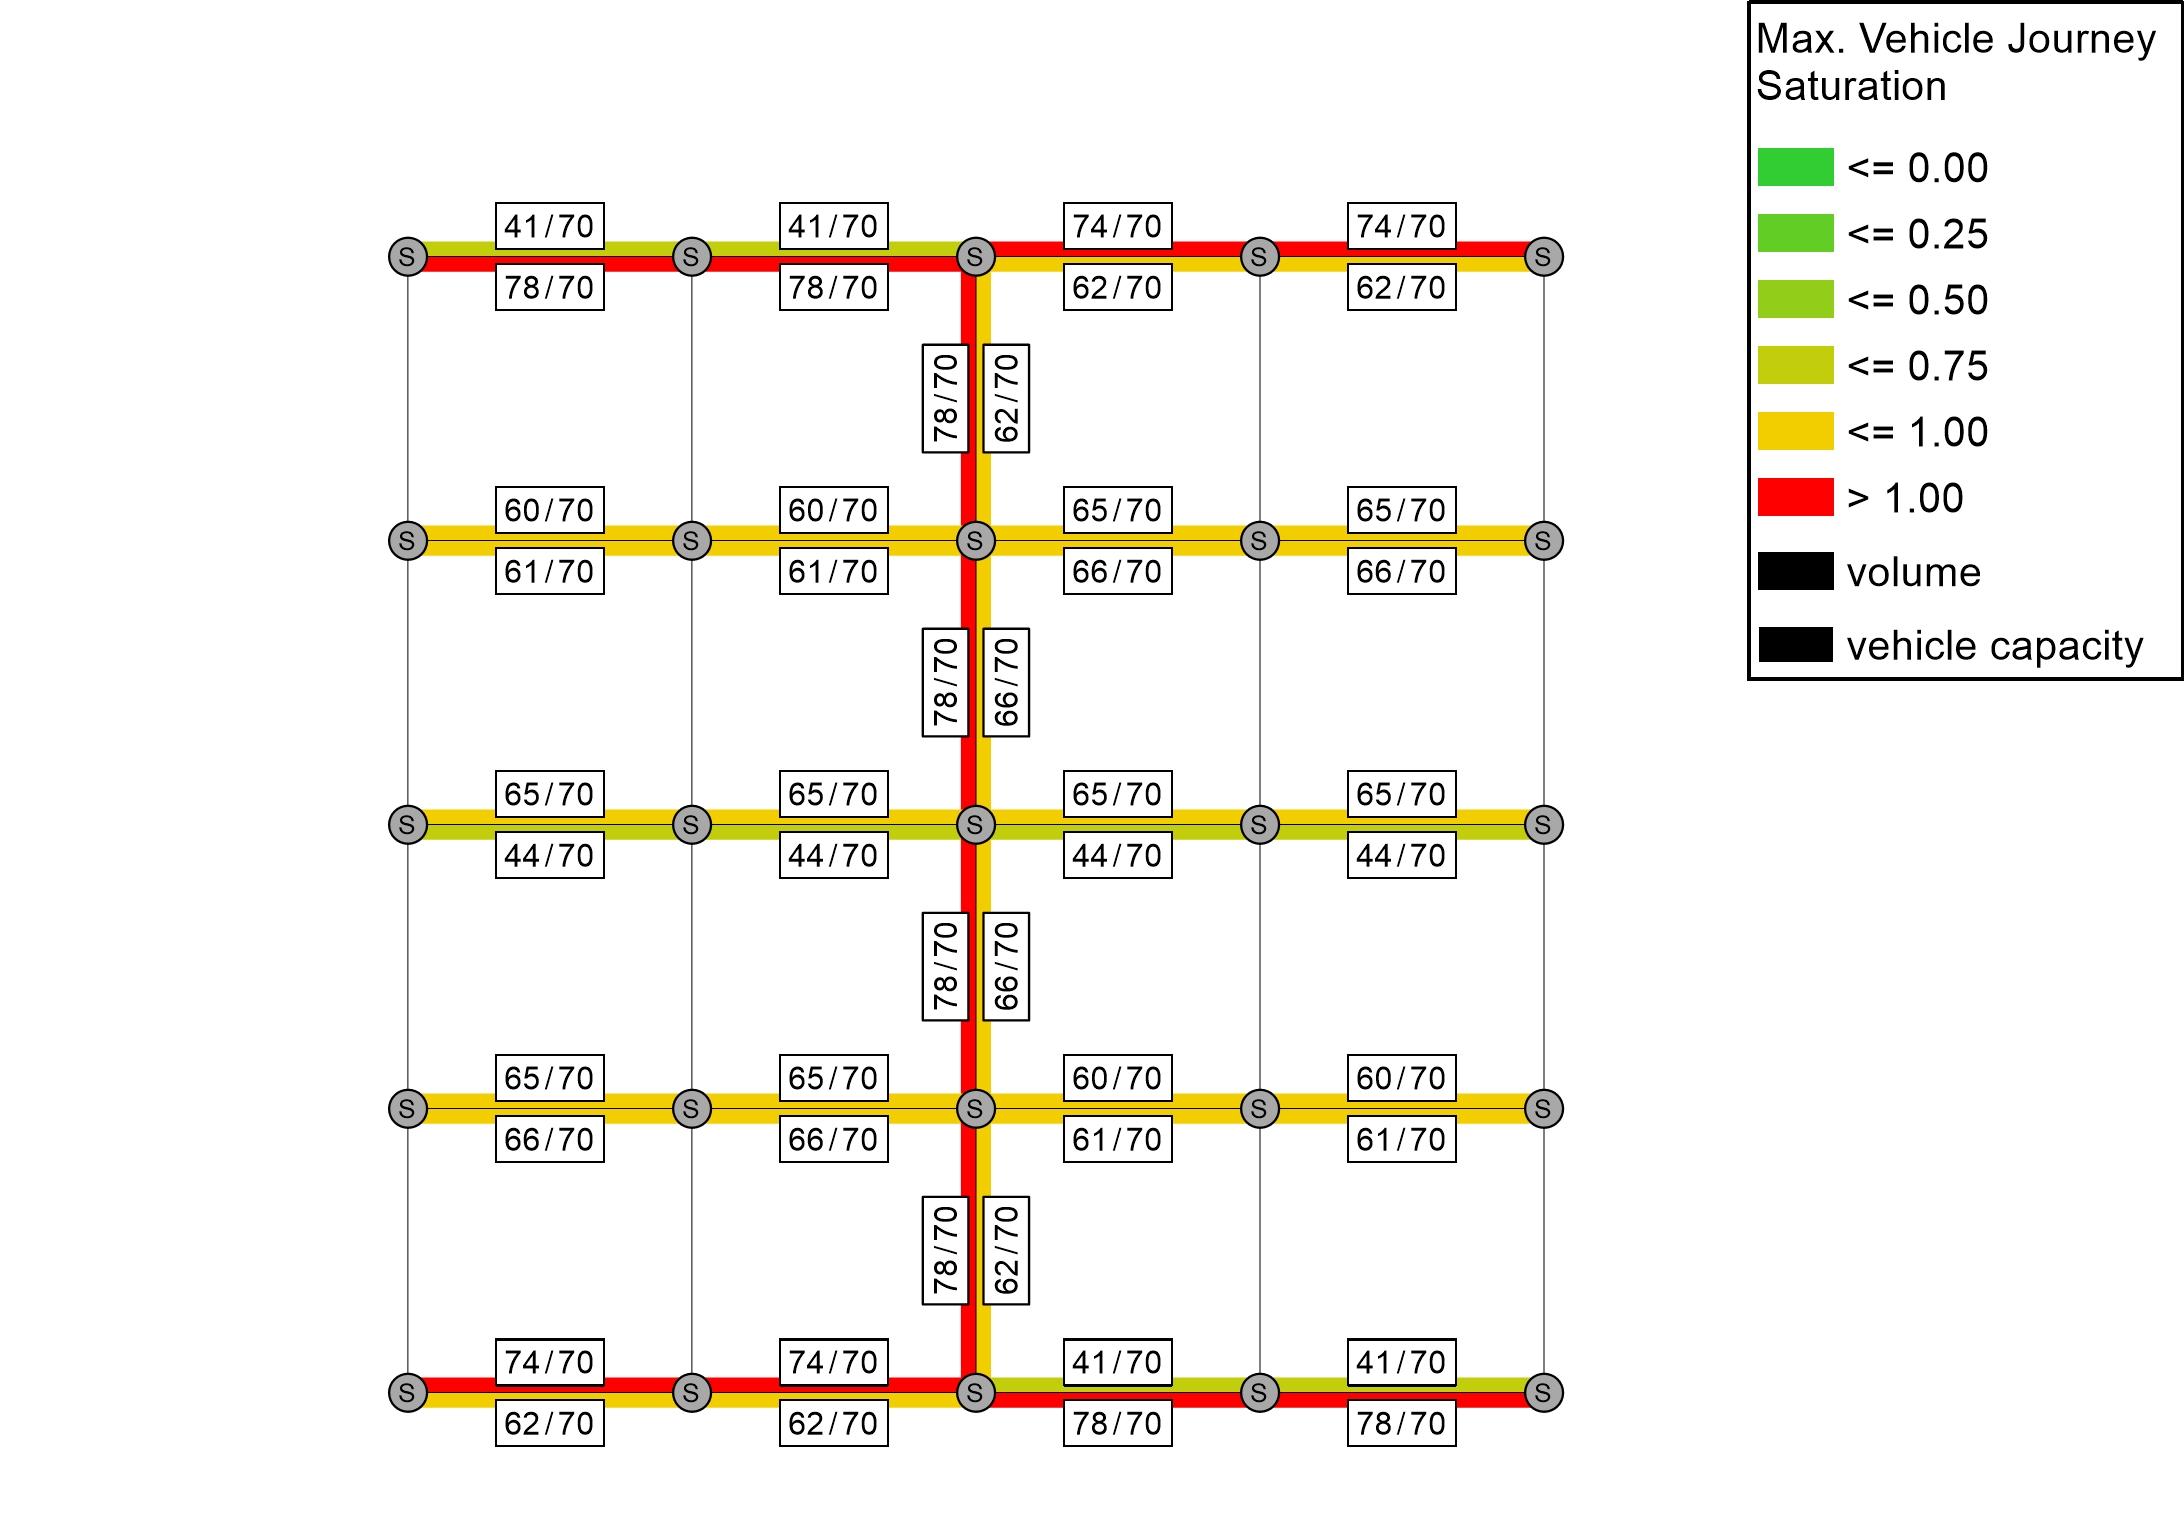 Max. Vehicle Journey
Saturation
<= 0.00
<= 0.25
<= 0.50
<= 0.75
<= 1.00
> 1.00
volume
vehicle capacity
41/70 41/70 74/70 74/70
S S S S S
78/70 78/70 62/70 62/70
78/70 62/70
60/70 60/70 65/70 65/70
S S S S S
61/70 61/70 66/70 66/70
78/70 66/70
65/70 65/70 65/70 65/70
S S S S S
44/70 44/70 44/70 44/70
78/70 66/70
65/70 65/70 60/70 60/70
S S S S S
66/70 66/70 61/70 61/70
78/70 62/70
74/70 74/70 41/70 41/70
S S S S S
62/70 62/70 78/70 78/70